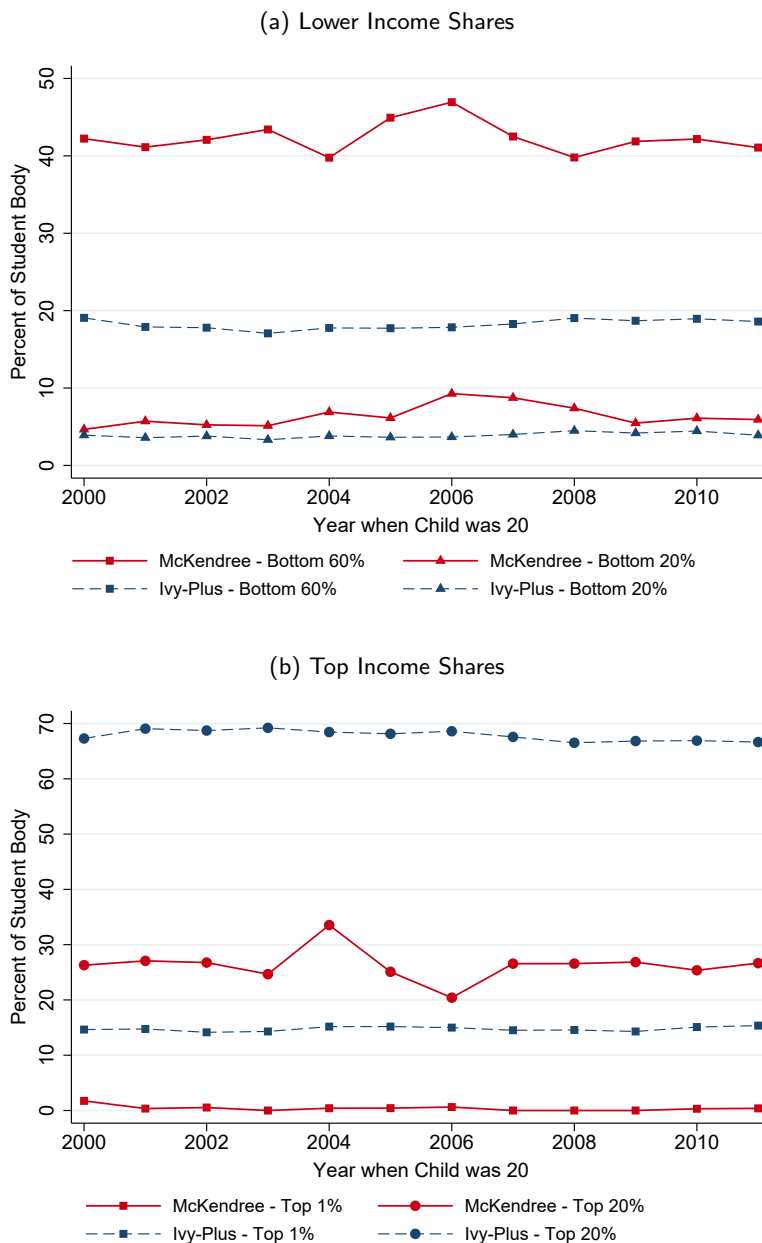 (a) Lower Income Shares
Percent of Student Body
50
40
30
20
10
0
2000 2002 2004 2006 2008 2010
Year when Child was 20
McKendree - Bottom 60% McKendree - Bottom 20%
Ivy-Plus - Bottom 60% Ivy-Plus - Bottom 20%
(b) Top Income Shares
Percent of Student Body
70
60
50
40
30
20
10
0
2000 2002 2004 2006 2008 2010
Year when Child was 20
McKendree - Top 1% McKendree - Top 20%
Ivy-Plus - Top 1% Ivy-Plus - Top 20%